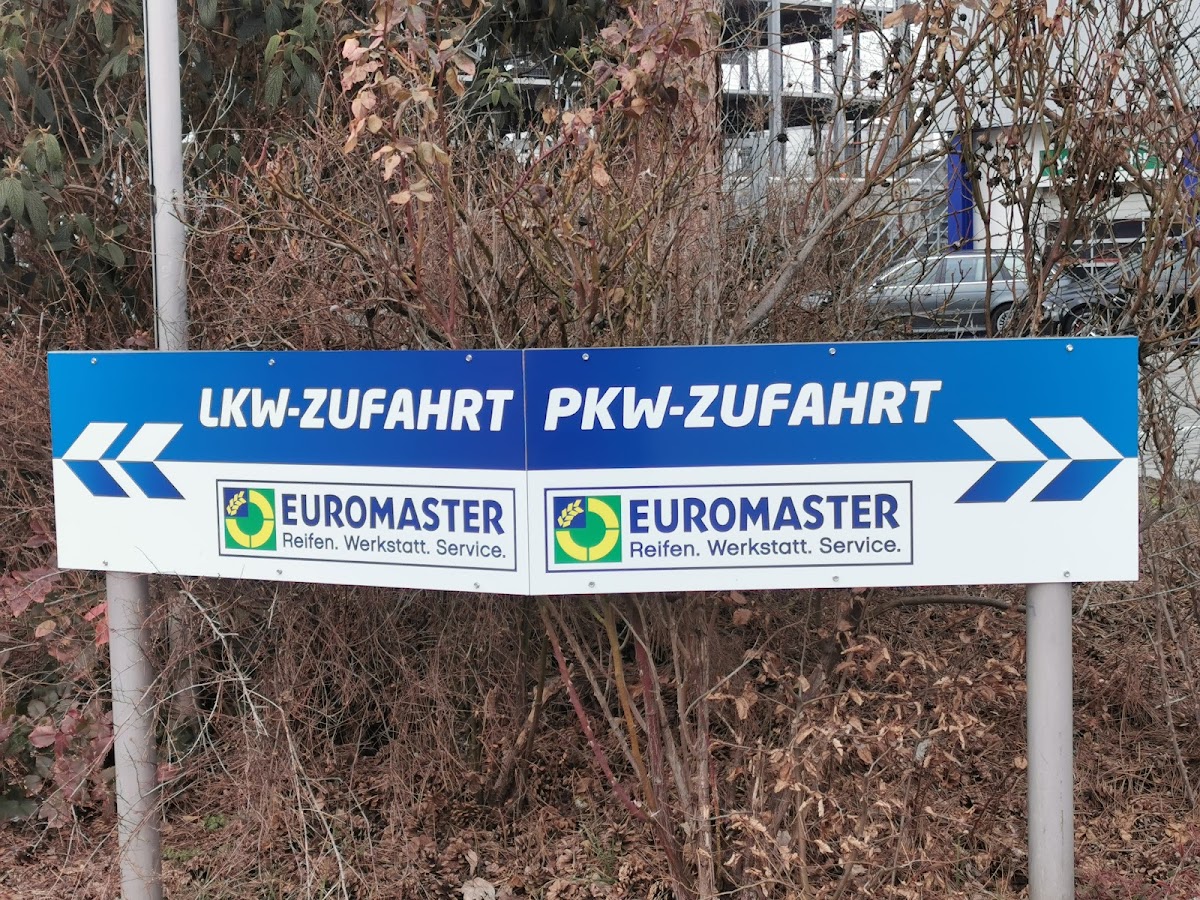 LKW-ZUFAHRT
EUROMASTER
Reifen. Werkstatt. Service.
PKW-ZUFAHRT
EUROMASTER
Reifen. Werkstatt. Service.